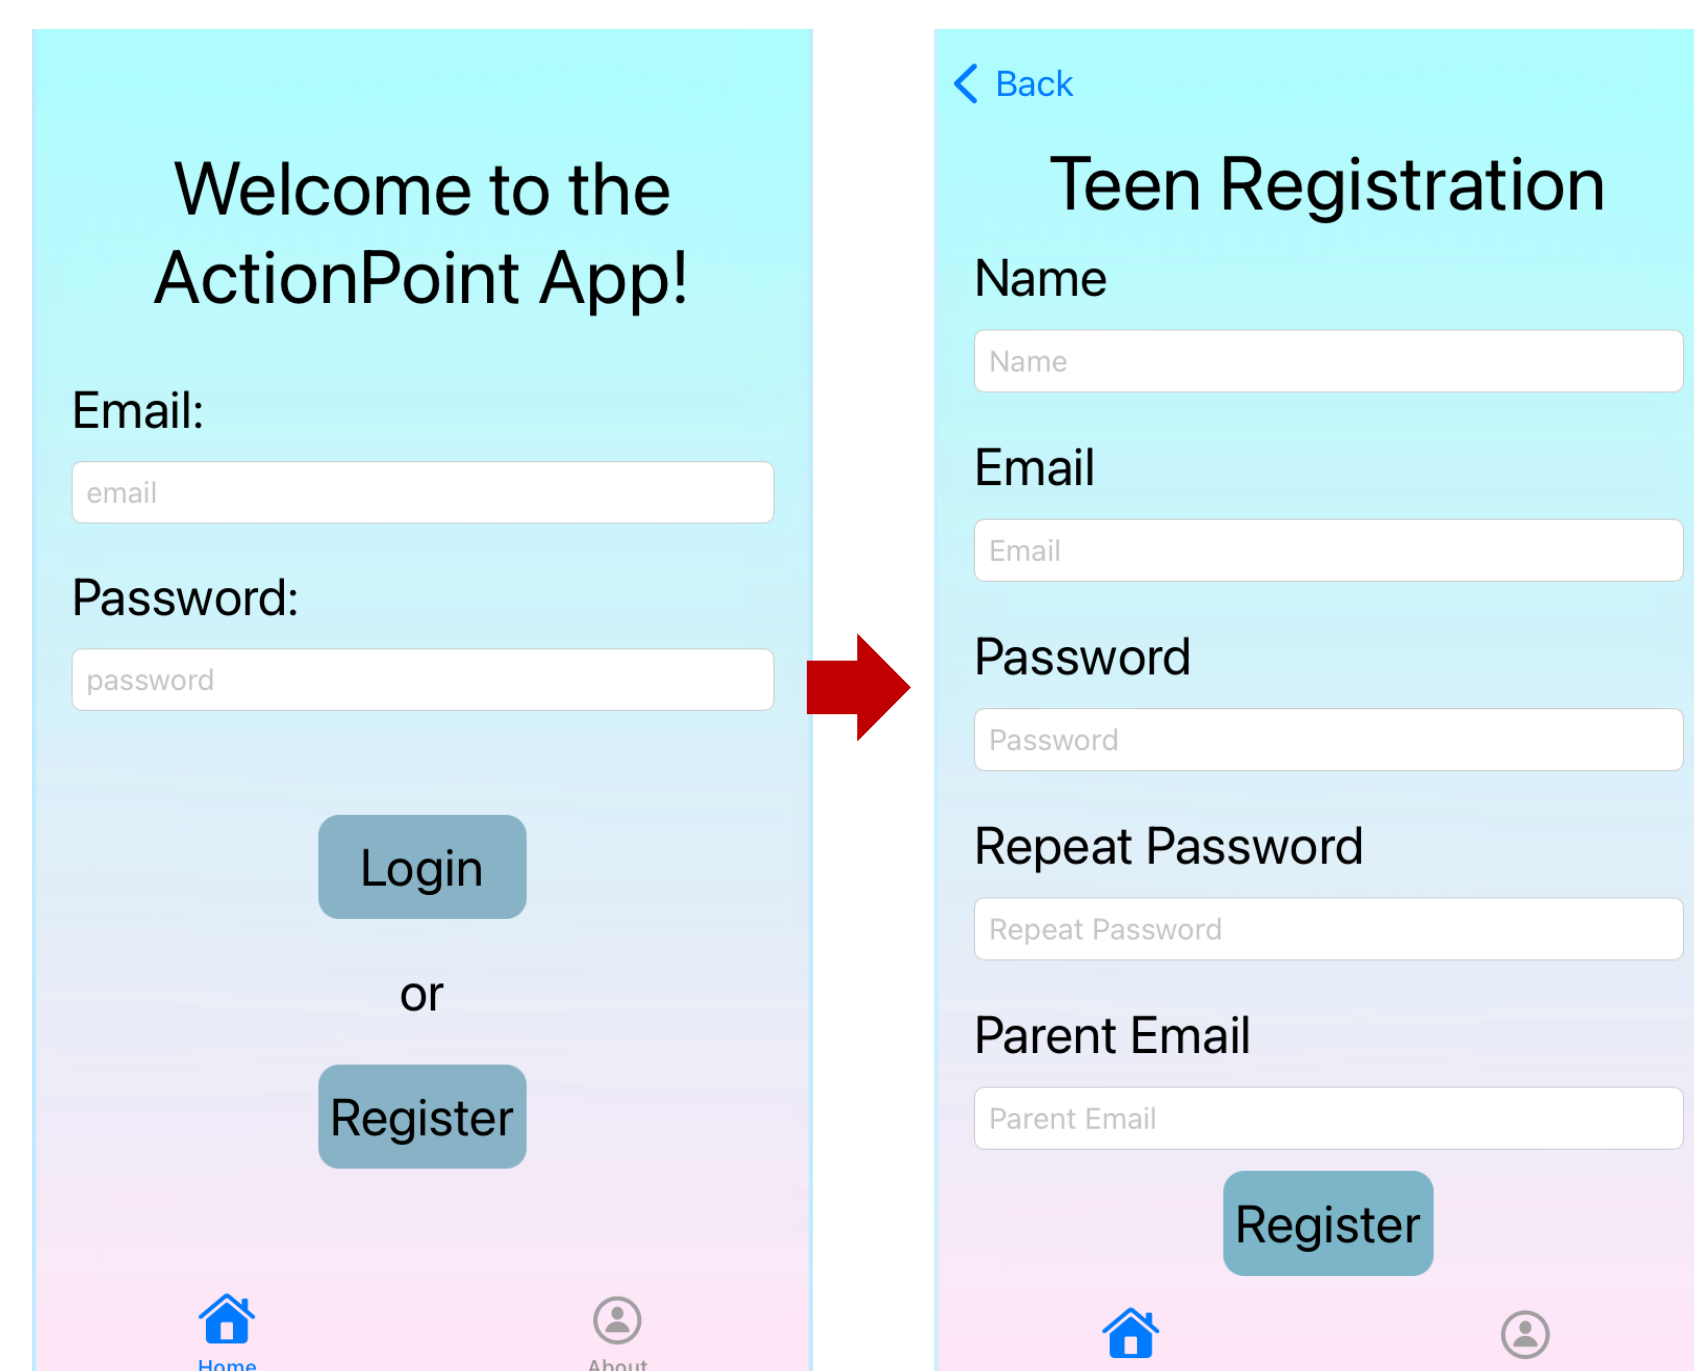 Welcome to the
ActionPoint App!
Email:
email
Password:
password
Login
or
Register
Home
About
Back
Teen Registration
Name
Name
Email
Email
Password
Password
Repeat Password
Repeat Password
Parent Email
Parent Email
Register